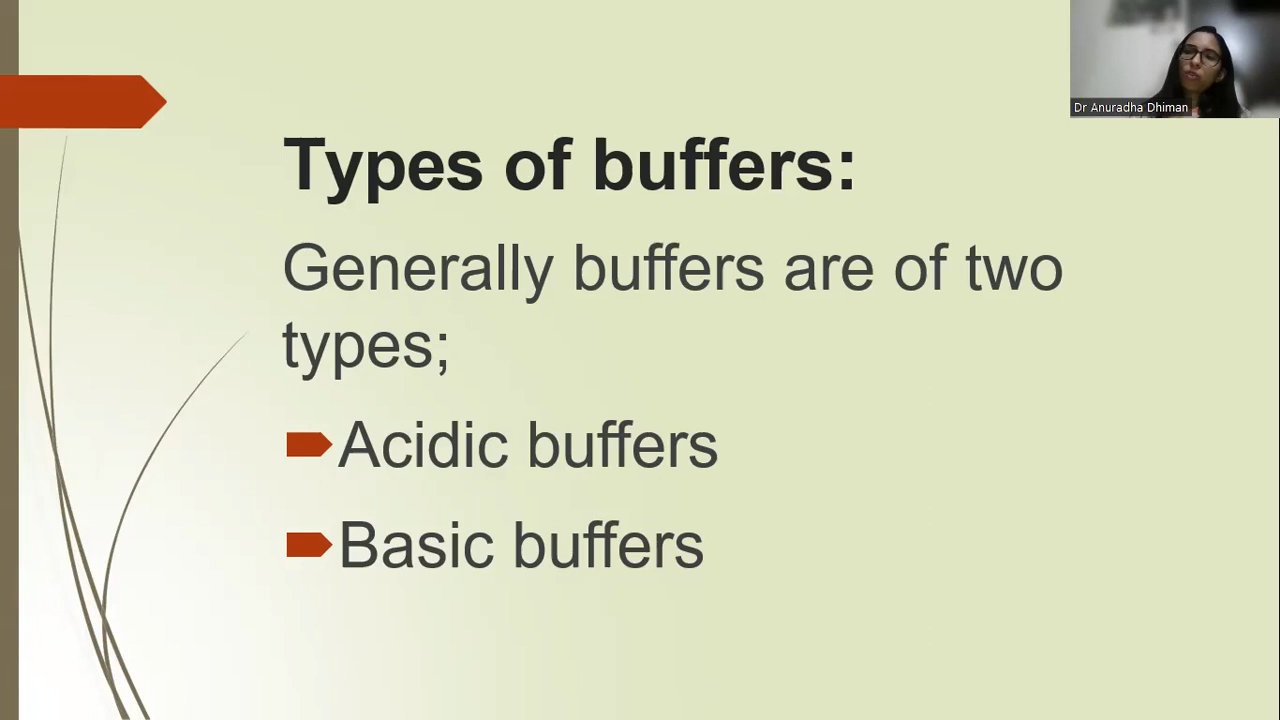 Dr Anuradha Dhiman
Types of buffers:
Generally buffers are of two
types;
Acidic buffers
Basic buffers